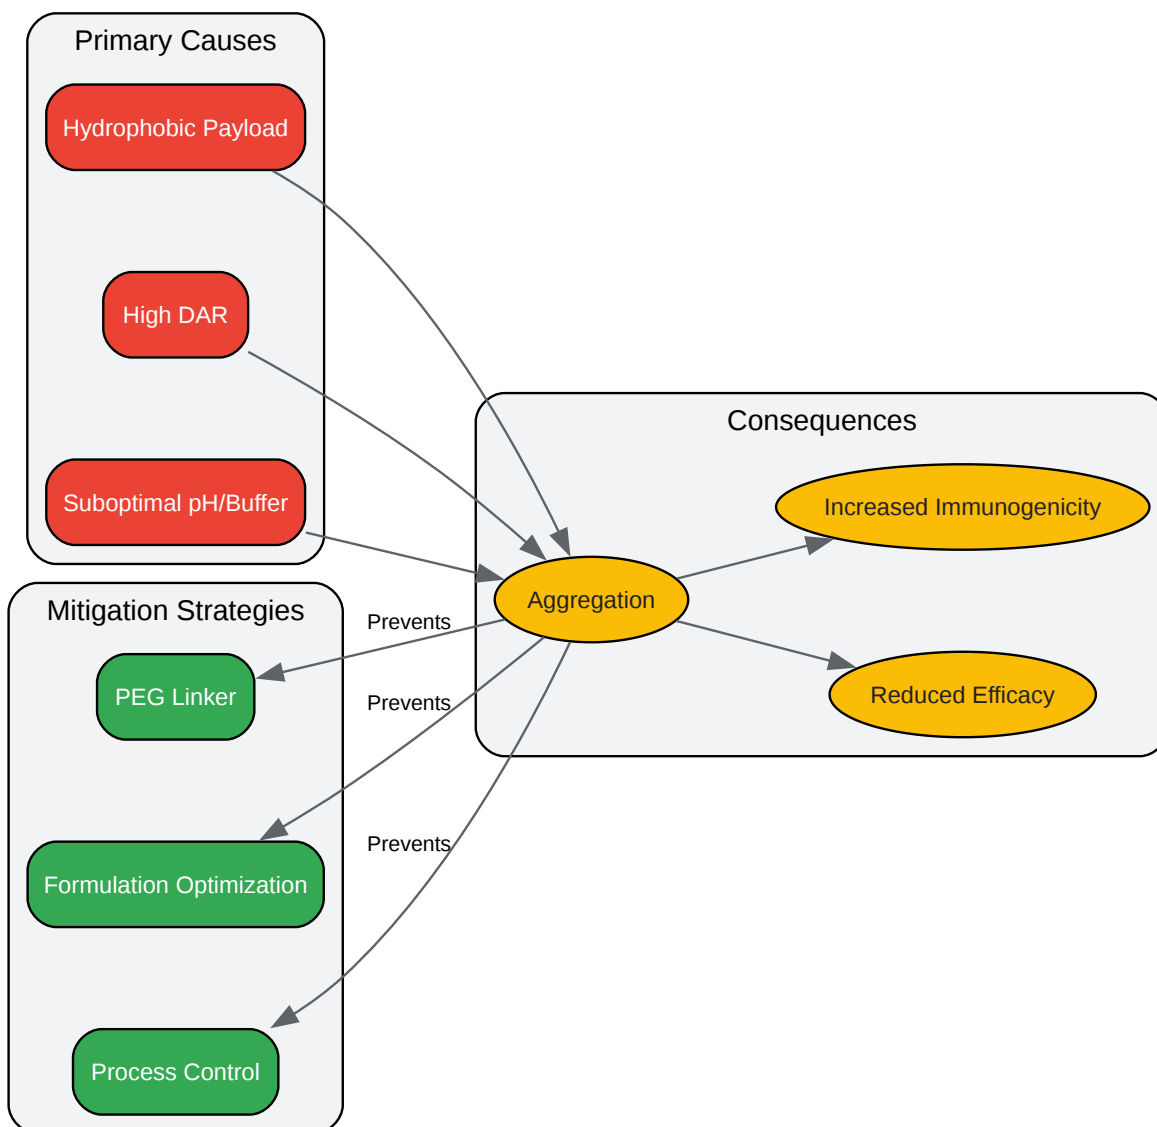 Primary Causes
Hydrophobic Payload
High DAR
Suboptimal pH/Buffer
Consequences
Increased Immunogenicity
Aggregation
Reduced Efficacy
Mitigation Strategies
Prevents
PEG Linker
Prevents
Formulation Optimization
Prevents
Process Control